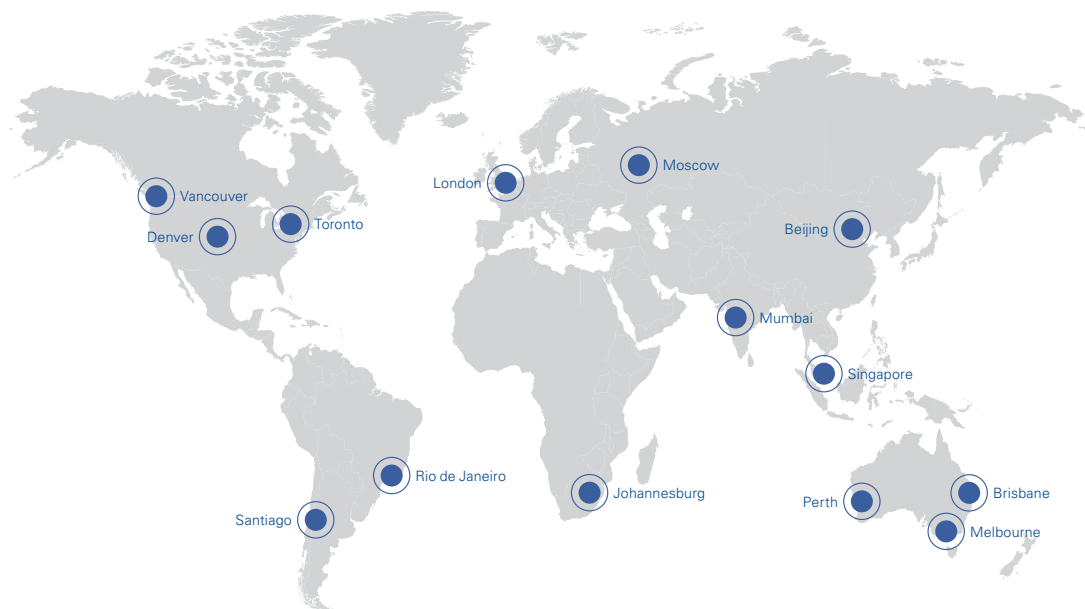 Moscow
London
Vancouver
Toronto
Beijing
Denver
Mumbai
Singapore
Rio de Janeiro
Johannesburg
Brisbane
Perth
Santiago
Melbourne